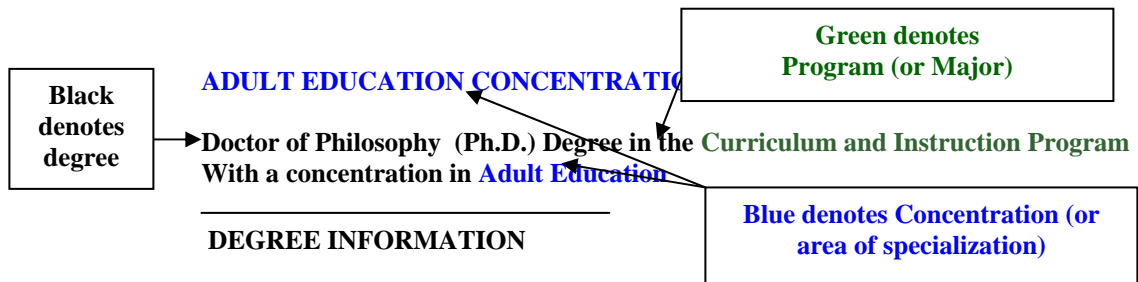 Green denotes
Program (or Major)
ADULT EDUCATION CONCENTRATIO
Black
denotes
degree
Doctor of Philosophy (Ph.D.) Degree in the Curriculum and Instruction Program
With a concentration in Adult Education
Blue denotes Concentration (or
area of specialization)
DEGREE INFORMATION